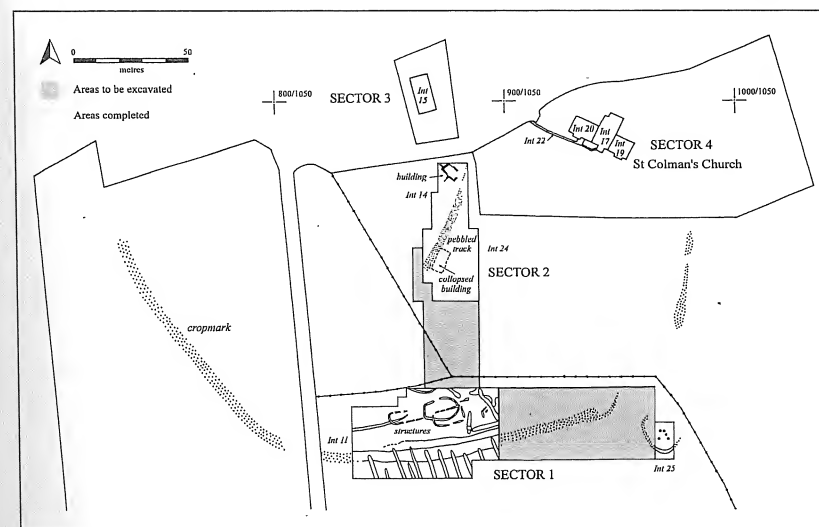 0 50
metres
Areas to be excavated
Areas completed
800/1050
SECTOR 3
Int
15
900/1050
1000/1050
Int 20
Int
17
Int
19
Int 22
SECTOR 4
St Colman's Church
building
Int 14
pebbled
track
Int 24
collopsed
building
SECTOR 2
cropmark
structures
Int 11
Int 25
SECTOR 1